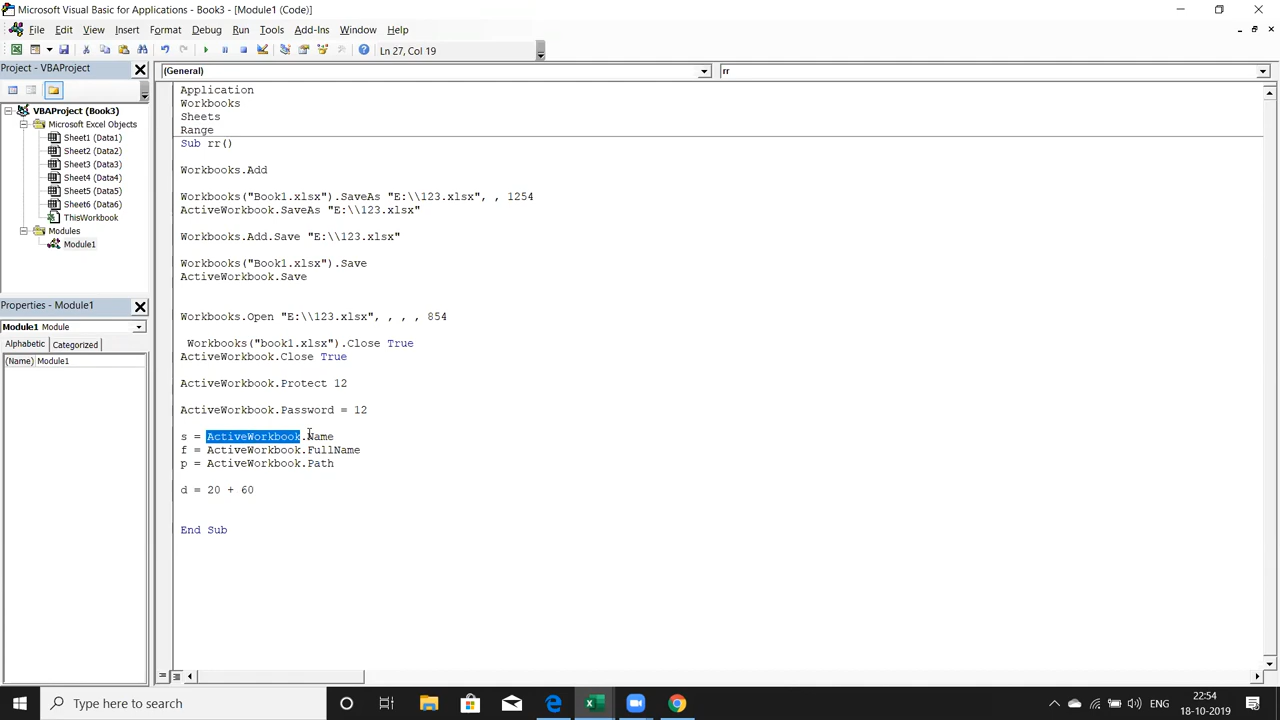 Microsoft Visual Basic for Applications - Book3 - [Module1 (Code)]
File Edit View Insert Format Debug Run Tools Add-Ins Window Help
Ln 27, Col 19
Project - VBAProject
(General)
rr
VBAProject (Book3)
Microsoft Excel Objects
Sheet1 (Data1)
Sheet2 (Data2)
Sheet3 (Data3)
Sheet4 (Data4)
Sheet5 (Data5)
Sheet6 (Data6)
ThisWorkbook
Modules
Module1
Properties - Module1
Module1 Module
Alphabetic Categorized
(Name) Module1
Application
Workbooks
Sheets
Range
Sub rr()
Workbooks.Add
Workbooks("Book1.xlsx").SaveAs "E:\\123.xlsx", , 1254
ActiveWorkbook.SaveAs "E:\\123.xlsx"
Workbooks.Add.Save "E:\\123.xlsx"
Workbooks("Book1.xlsx").Save
ActiveWorkbook.Save
Workbooks.Open "E:\\123.xlsx", , , , 854
Workbooks("book1.xlsx").Close True
ActiveWorkbook.Close True
ActiveWorkbook.Protect 12
ActiveWorkbook.Password = 12
s = ActiveWorkbook.Name
f = ActiveWorkbook.FullName
p = ActiveWorkbook.Path
d = 20 + 60
End Sub
Type here to search
ENG
22:54
18-10-2019